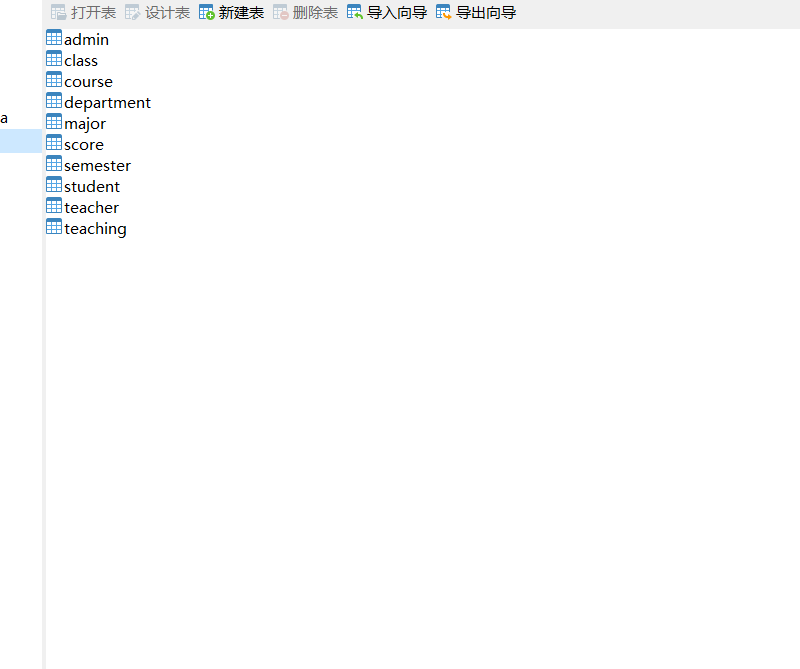 打开表 设计表 新建表 删除表 导入向导 导出向导
admin
class
course
department
a
major
score
semester
student
teacher
teaching